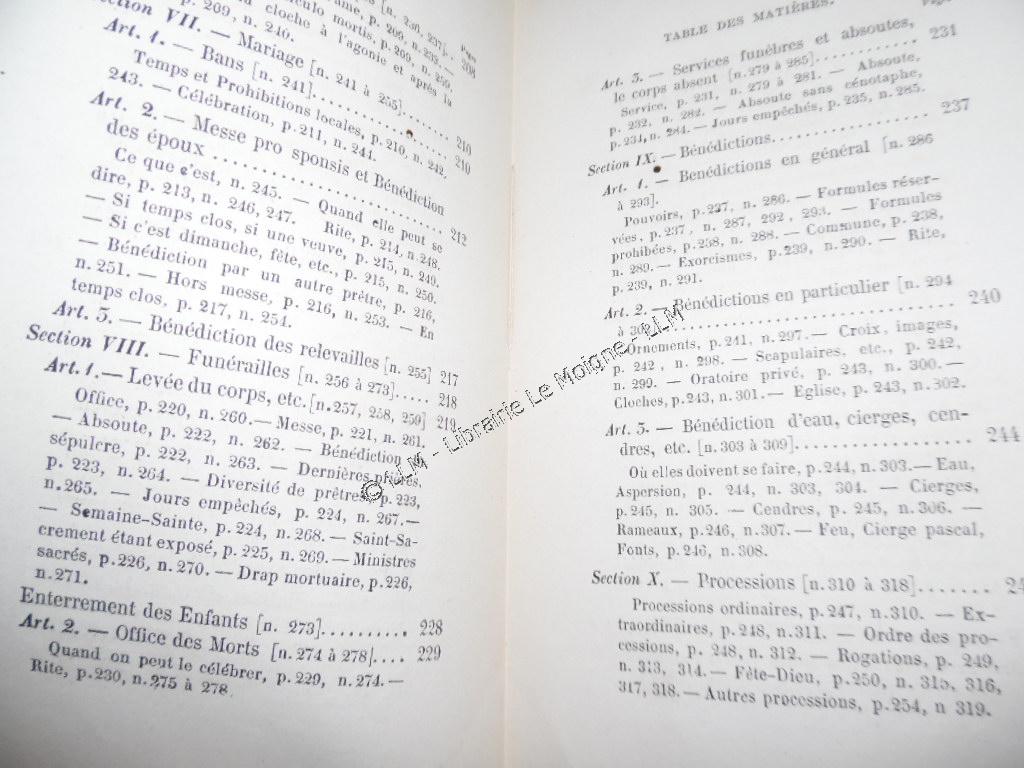 [n. 236, 237].
culo mortis, p. 209, n. 239.
p. 209, n. 240. cloche à l'agonie et après la
Section VII. — Mariage [n. 241 à 255]
Art. 1. — Bans [n. 241] 210
Temps et Prohibitions locales, p. 210, n. 242,
243. — Célébration, p. 211, n. 244. 210
Art. 2. — Messe pro sponsis et Bénédiction
des époux 212
Ce que c'est, n. 245. — Quand elle peut se
dire, p. 213, n. 246, 247. Rite, p. 214, n. 248.
— Si temps clos, si une veuve, p. 215, n. 249.
— Si c'est dimanche, fête, etc., p. 215, n. 250.
— Bénédiction par un autre prêtre, p. 216,
n. 251. — Hors messe, p. 216, n. 253. — En
temps clos, p. 217, n. 254.
Art. 3. — Bénédiction des relevailles [n. 255] 217
Section VIII. — Funérailles [n. 256 à 273]..... 218
Art. 1. — Levée du corps, etc. [n. 257, 258, 259] 219
Office, p. 220, n. 260. — Messe, p. 221, n. 261.
— Absoute, p. 222, n. 262. — Bénédiction
sépulcre, p. 222, n. 263. — Dernières prières,
p. 223, n. 264. — Diversité de prêtres, p. 223,
n. 265. — Jours empêchés, p. 224, n. 267. —
— Semaine-Sainte, p. 224, n. 268. — Saint-Sa-
crement étant exposé, p. 225, n. 269. — Ministres
sacrés, p. 226, n. 270. — Drap mortuaire, p. 226,
n. 271.
Enterrement des Enfants [n. 273].......... 228
Art. 2. — Office des Morts [n. 274 à 278].... 229
Quand on peut le célébrer, p. 229, n. 274. —
Rite, p. 230, n. 275 à 278.
TABLE DES MATIÈRES.
Art. 3. — Services funèbres et absoutes,
le corps absent [n. 279 à 285] 231
Service, p. 231, n. 279 à 281. — Absoute,
p. 232, n. 282. — Absoute sans cénotaphe,
p. 234, n. 284. — Jours empêchés, p. 235, n. 285.
Section IX. — Bénédictions 237
Art. 1. — Benédictions en général [n. 286
à 293].
Pouvoirs, p. 237, n. 286. — Formules réser-
vées, p. 237, n. 287, 292, 293. — Formules
prohibées, p. 238, n. 288. — Commune, p. 238,
n. 289. — Exorcismes, p. 239, n. 290. — Rite,
p. 239, n. 291.
Art. 2. — Bénédictions en particulier [n. 294
à 302] 240
Ornements, p. 241, n. 297. — Croix, images,
p. 242, n. 298. — Scapulaires, etc., p. 242,
n. 299. — Oratoire privé, p. 243, n. 300. —
Cloches, p. 243, n. 301. — Eglise, p. 243, n. 302.
Art. 3. — Bénédiction d'eau, cierges, cen-
dres, etc. [n. 303 à 309] 244
Où elles doivent se faire, p. 244, n. 303. — Eau,
Aspersion, p. 244, n. 303, 304. — Cierges,
p. 245, n. 305. — Cendres, p. 245, n. 306. —
Rameaux, p. 246, n. 307. — Feu, Cierge pascal,
Fonts, p. 246, n. 308.
Section X. — Processions [n. 310 à 318]....... 24
Processions ordinaires, p. 247, n. 310. — Ex-
traordinaires, p. 248, n. 311. — Ordre des pro-
cessions, p. 248, n. 312. — Rogations, p. 249,
n. 313, 314. — Fête-Dieu, p. 250, n. 315, 316,
317, 318. — Autres processions, p. 254, n 319.
© LLM - Librairie Le Moigne - LLM